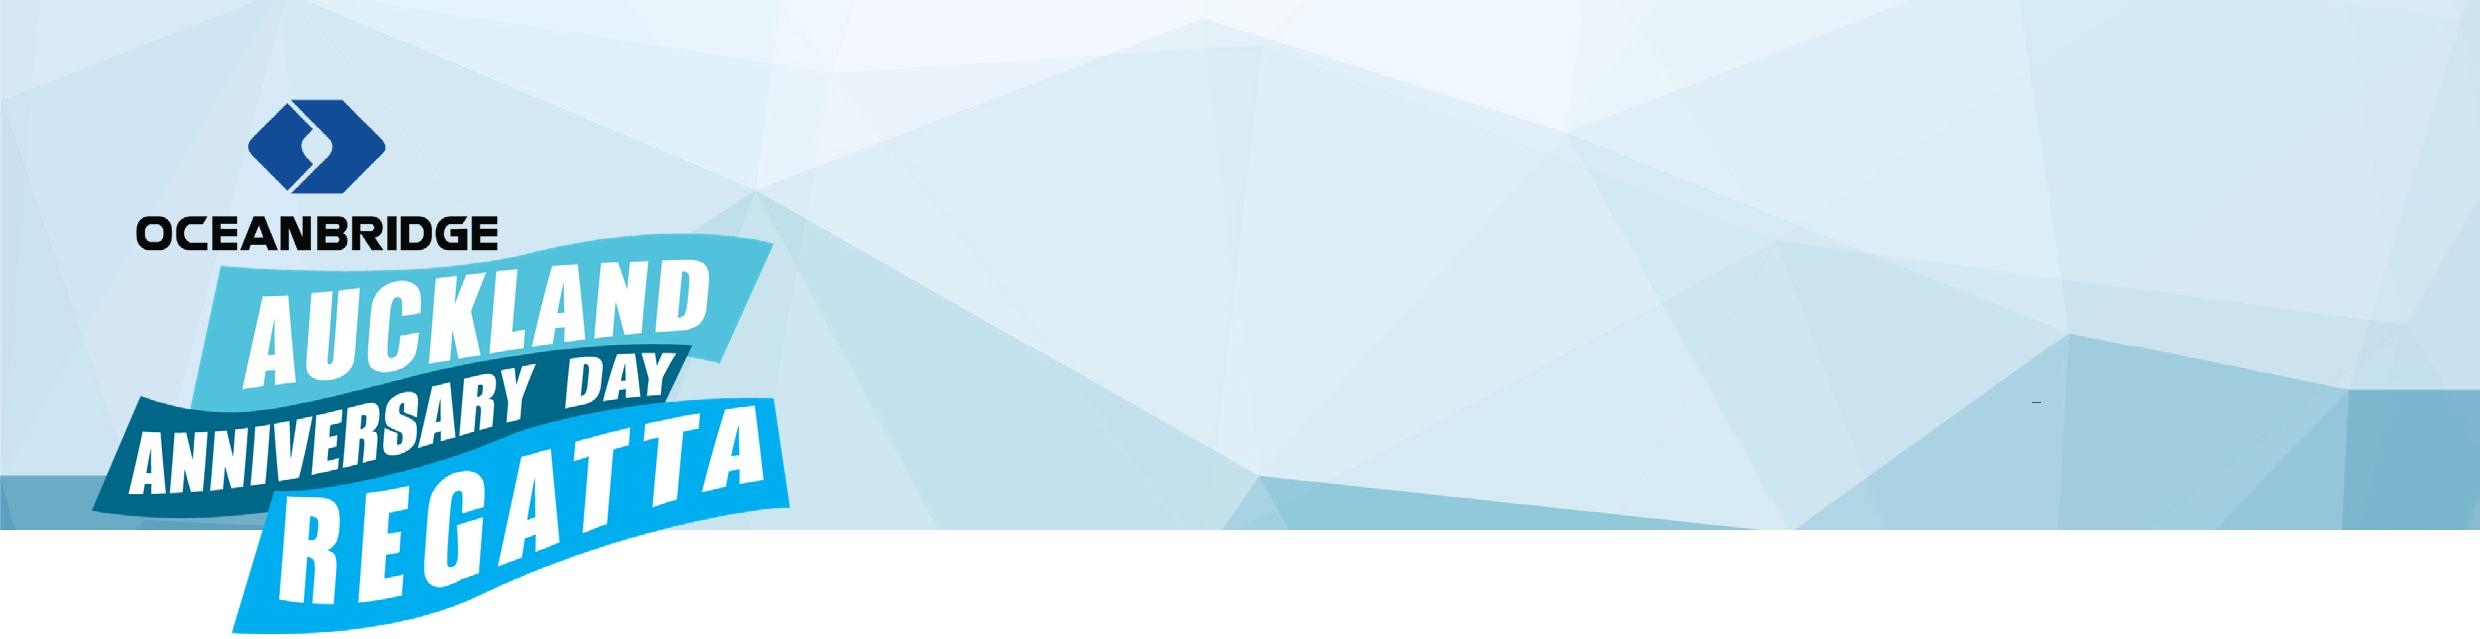 OCEANBRIDGE
AUCKLAND
ANNIVERSARY DAY
REGATTA